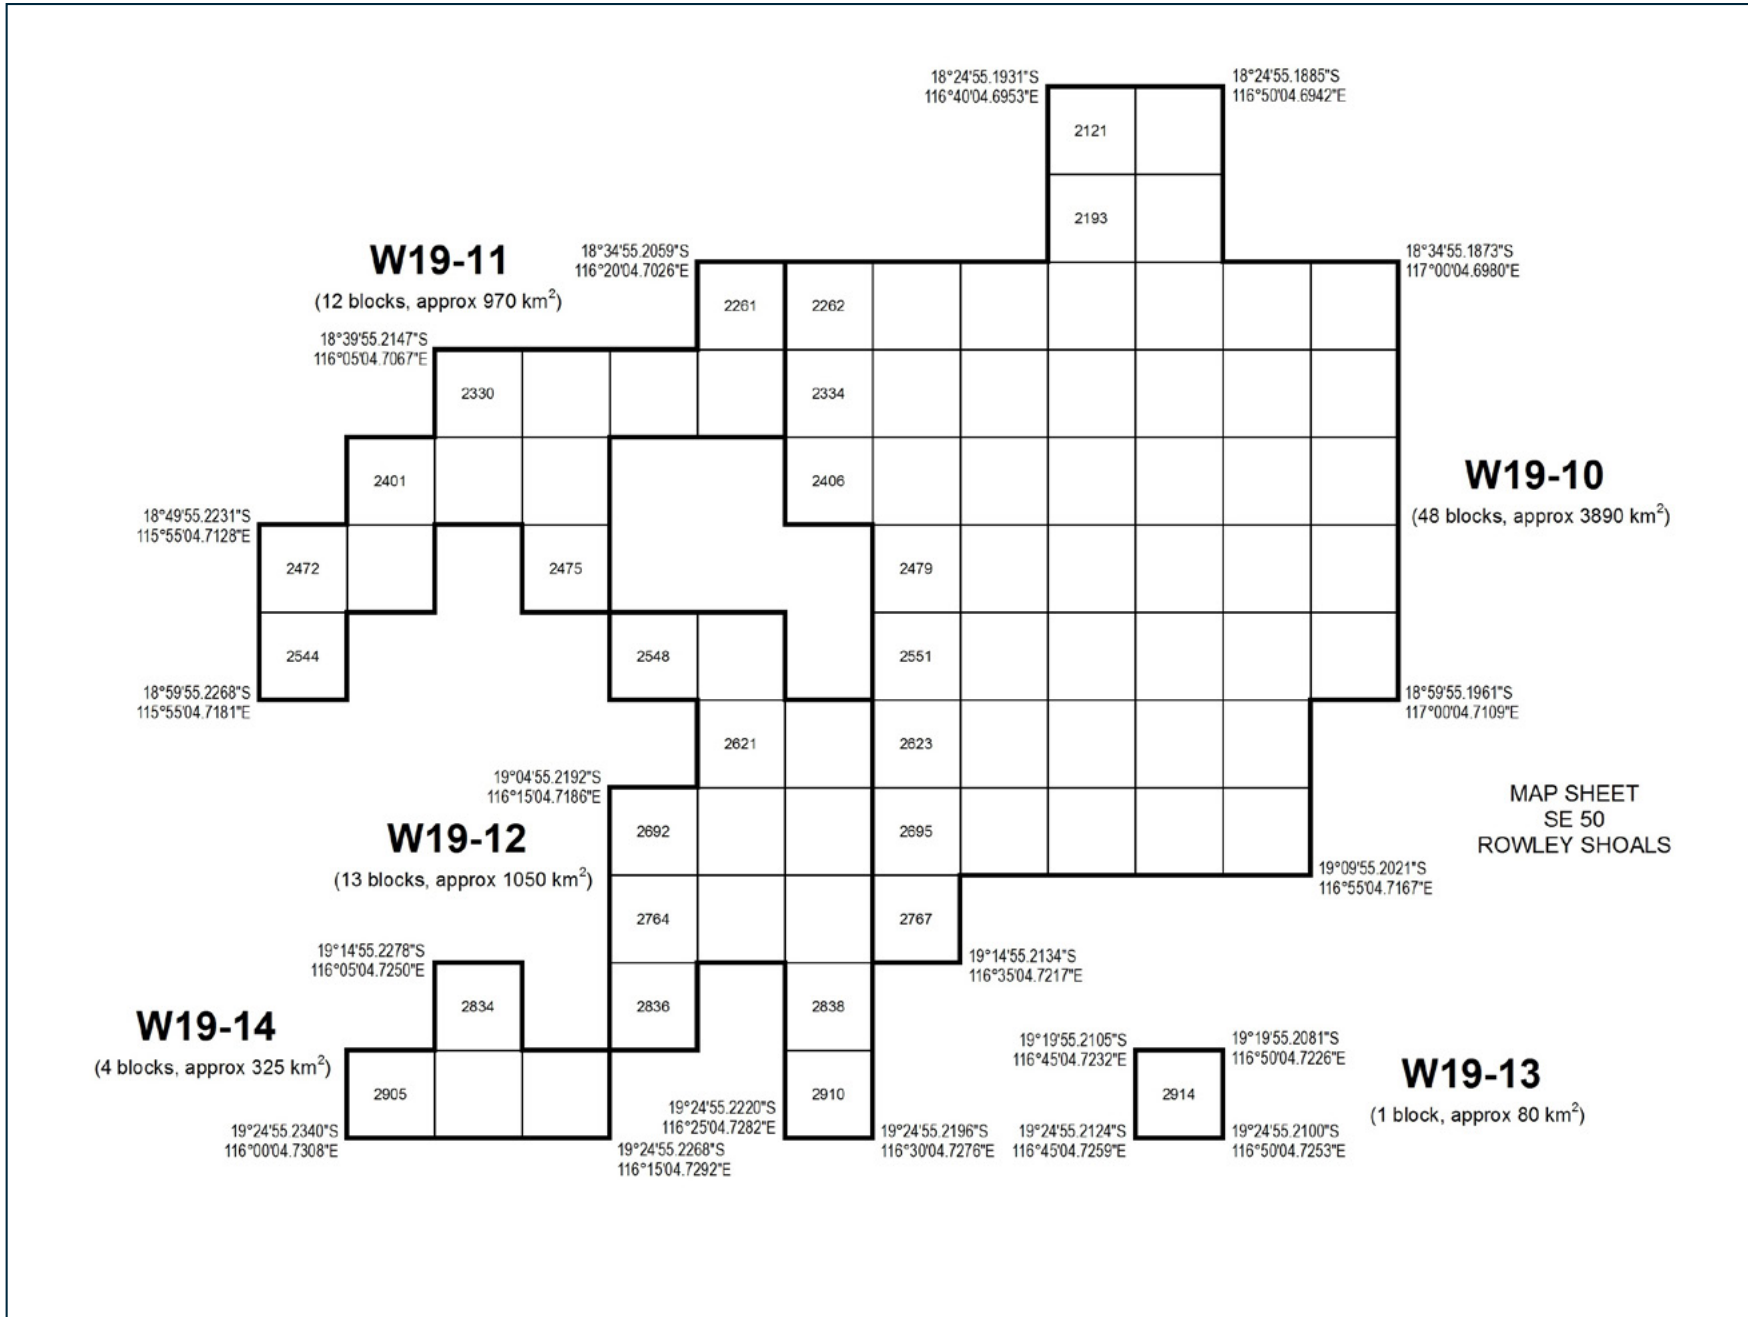 18°24'55.1931"S
116°40'04.6953"E
18°24'55.1885"S
116°50'04.6942"E
2121
2193
W19-11
(12 blocks, approx 970 km²)
18°34'55.2059"S
116°20'04.7026"E
18°34'55.1873"S
117°00'04.6980"E
2261
2262
18°39'55.2147"S
116°05'04.7067"E
2330
2334
2401
2406
W19-10
(48 blocks, approx 3890 km²)
18°49'55.2231"S
115°55'04.7128"E
2472
2475
2479
2544
2548
2551
18°59'55.2268"S
115°55'04.7181"E
18°59'55.1961"S
117°00'04.7109"E
2621
2623
19°04'55.2192"S
116°15'04.7186"E
MAP SHEET
SE 50
ROWLEY SHOALS
W19-12
(13 blocks, approx 1050 km²)
2692
2695
19°09'55.2021"S
116°55'04.7167"E
2764
2767
19°14'55.2278"S
116°05'04.7250"E
19°14'55.2134"S
116°35'04.7217"E
2834
2836
2838
W19-14
(4 blocks, approx 325 km²)
19°19'55.2105"S
116°45'04.7232"E
19°19'55.2081"S
116°50'04.7226"E
W19-13
(1 block, approx 80 km²)
2905
2910
2914
19°24'55.2340"S
116°00'04.7308"E
19°24'55.2268"S
116°15'04.7292"E
19°24'55.2220"S
116°25'04.7282"E
19°24'55.2196"S
116°30'04.7276"E
19°24'55.2124"S
116°45'04.7259"E
19°24'55.2100"S
116°50'04.7253"E